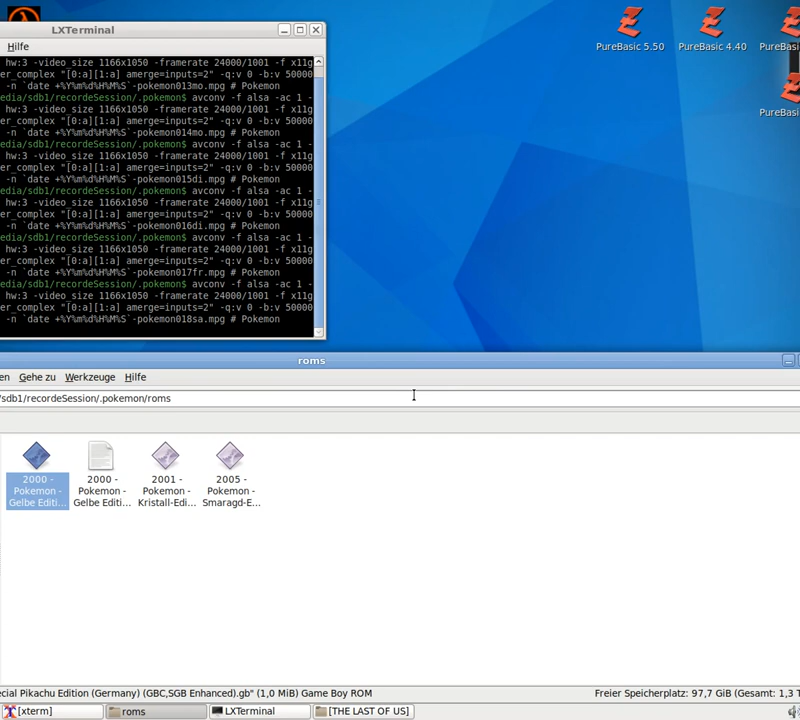 LXTerminal
Hilfe
hw:3 -video_size 1166x1050 -framerate 24000/1001 -f x11g
er_complex "[0:a][1:a] amerge=inputs=2" -q:v 0 -b:v 50000
-n `date +%Y%m%d%H%M%S`-pokemon013mo.mpg # Pokemon
edia/sdb1/recordeSession/.pokemon$ avconv -f alsa -ac 1 -
hw:3 -video_size 1166x1050 -framerate 24000/1001 -f x11g
er_complex "[0:a][1:a] amerge=inputs=2" -q:v 0 -b:v 50000
-n `date +%Y%m%d%H%M%S`-pokemon014mo.mpg # Pokemon
edia/sdb1/recordeSession/.pokemon$ avconv -f alsa -ac 1 -
hw:3 -video_size 1166x1050 -framerate 24000/1001 -f x11g
er_complex "[0:a][1:a] amerge=inputs=2" -q:v 0 -b:v 50000
-n `date +%Y%m%d%H%M%S`-pokemon015di.mpg # Pokemon
edia/sdb1/recordeSession/.pokemon$ avconv -f alsa -ac 1 -
hw:3 -video_size 1166x1050 -framerate 24000/1001 -f x11g
er_complex "[0:a][1:a] amerge=inputs=2" -q:v 0 -b:v 50000
-n `date +%Y%m%d%H%M%S`-pokemon016di.mpg # Pokemon
edia/sdb1/recordeSession/.pokemon$ avconv -f alsa -ac 1 -
hw:3 -video_size 1166x1050 -framerate 24000/1001 -f x11g
er_complex "[0:a][1:a] amerge=inputs=2" -q:v 0 -b:v 50000
-n `date +%Y%m%d%H%M%S`-pokemon017fr.mpg # Pokemon
edia/sdb1/recordeSession/.pokemon$ avconv -f alsa -ac 1 -
hw:3 -video_size 1166x1050 -framerate 24000/1001 -f x11g
er_complex "[0:a][1:a] amerge=inputs=2" -q:v 0 -b:v 50000
-n `date +%Y%m%d%H%M%S`-pokemon018sa.mpg # Pokemon
PureBasic 5.50
PureBasic 4.40
PureBasi
PureBasi
roms
en Gehe zu Werkzeuge Hilfe
/sdb1/recordeSession/.pokemon/roms
2000 -
Pokemon -
Gelbe Editi...
2000 -
Pokemon -
Gelbe Editi...
2001 -
Pokemon -
Kristall-Edi...
2005 -
Pokemon -
Smaragd-E...
ecial Pikachu Edition (Germany) (GBC,SGB Enhanced).gb" (1,0 MiB) Game Boy ROM
Freier Speicherplatz: 97,7 GiB (Gesamt: 1,3 T
[xterm]
roms
LXTerminal
[THE LAST OF US]